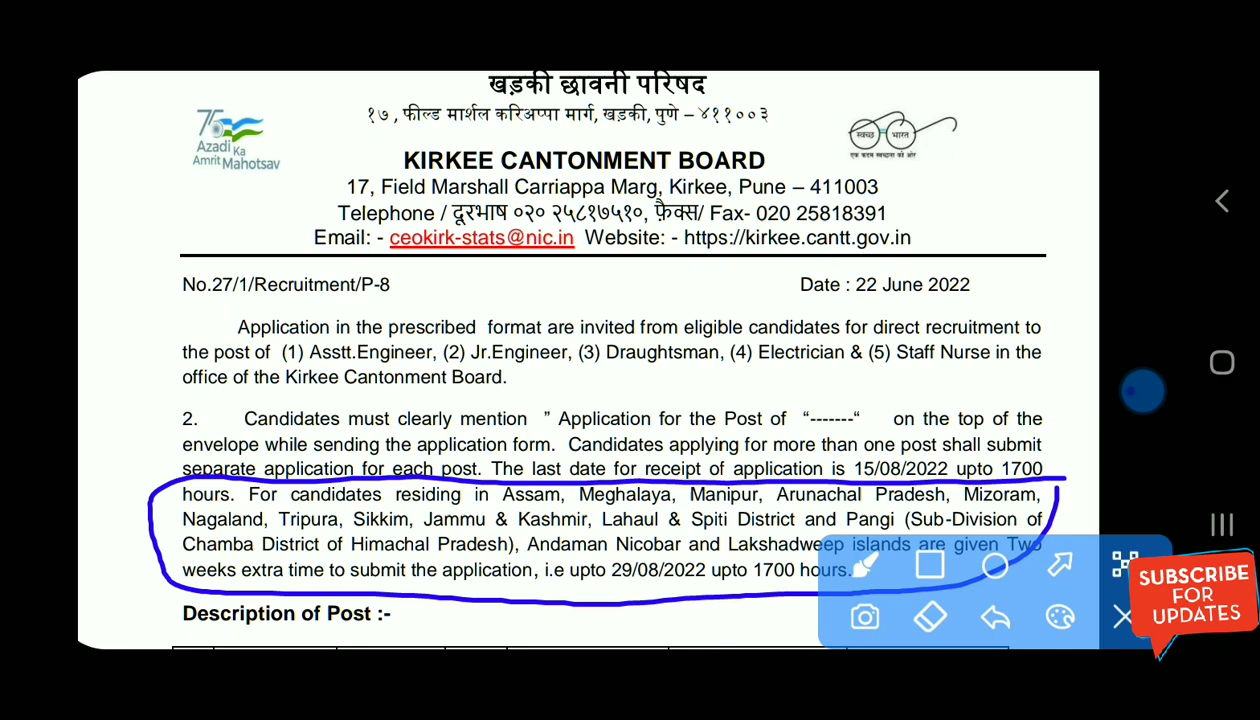 खड़की छावनी परिषद
१७, फील्ड मार्शल करिअप्पा मार्ग, खड़की, पुणे – ४११००३
75
Azadi Ka
Amrit Mahotsav
स्वच्छ भारत
एक कदम स्वच्छता की ओर
KIRKEE CANTONMENT BOARD
17, Field Marshall Carriappa Marg, Kirkee, Pune – 411003
Telephone / दूरभाष ०२० २५८१७५१०, फ़ैक्स/ Fax- 020 25818391
Email: - ceokirk-stats@nic.in Website: - https://kirkee.cantt.gov.in
No.27/1/Recruitment/P-8 Date : 22 June 2022
Application in the prescribed format are invited from eligible candidates for direct recruitment to
the post of (1) Asstt.Engineer, (2) Jr.Engineer, (3) Draughtsman, (4) Electrician & (5) Staff Nurse in the
office of the Kirkee Cantonment Board.
2. Candidates must clearly mention ” Application for the Post of “-------“ on the top of the
envelope while sending the application form. Candidates applying for more than one post shall submit
separate application for each post. The last date for receipt of application is 15/08/2022 upto 1700
hours. For candidates residing in Assam, Meghalaya, Manipur, Arunachal Pradesh, Mizoram,
Nagaland, Tripura, Sikkim, Jammu & Kashmir, Lahaul & Spiti District and Pangi (Sub-Division of
Chamba District of Himachal Pradesh), Andaman Nicobar and Lakshadweep islands are given Two
weeks extra time to submit the application, i.e upto 29/08/2022 upto 1700 hours.
Description of Post :-
SUBSCRIBE
FOR
UPDATES